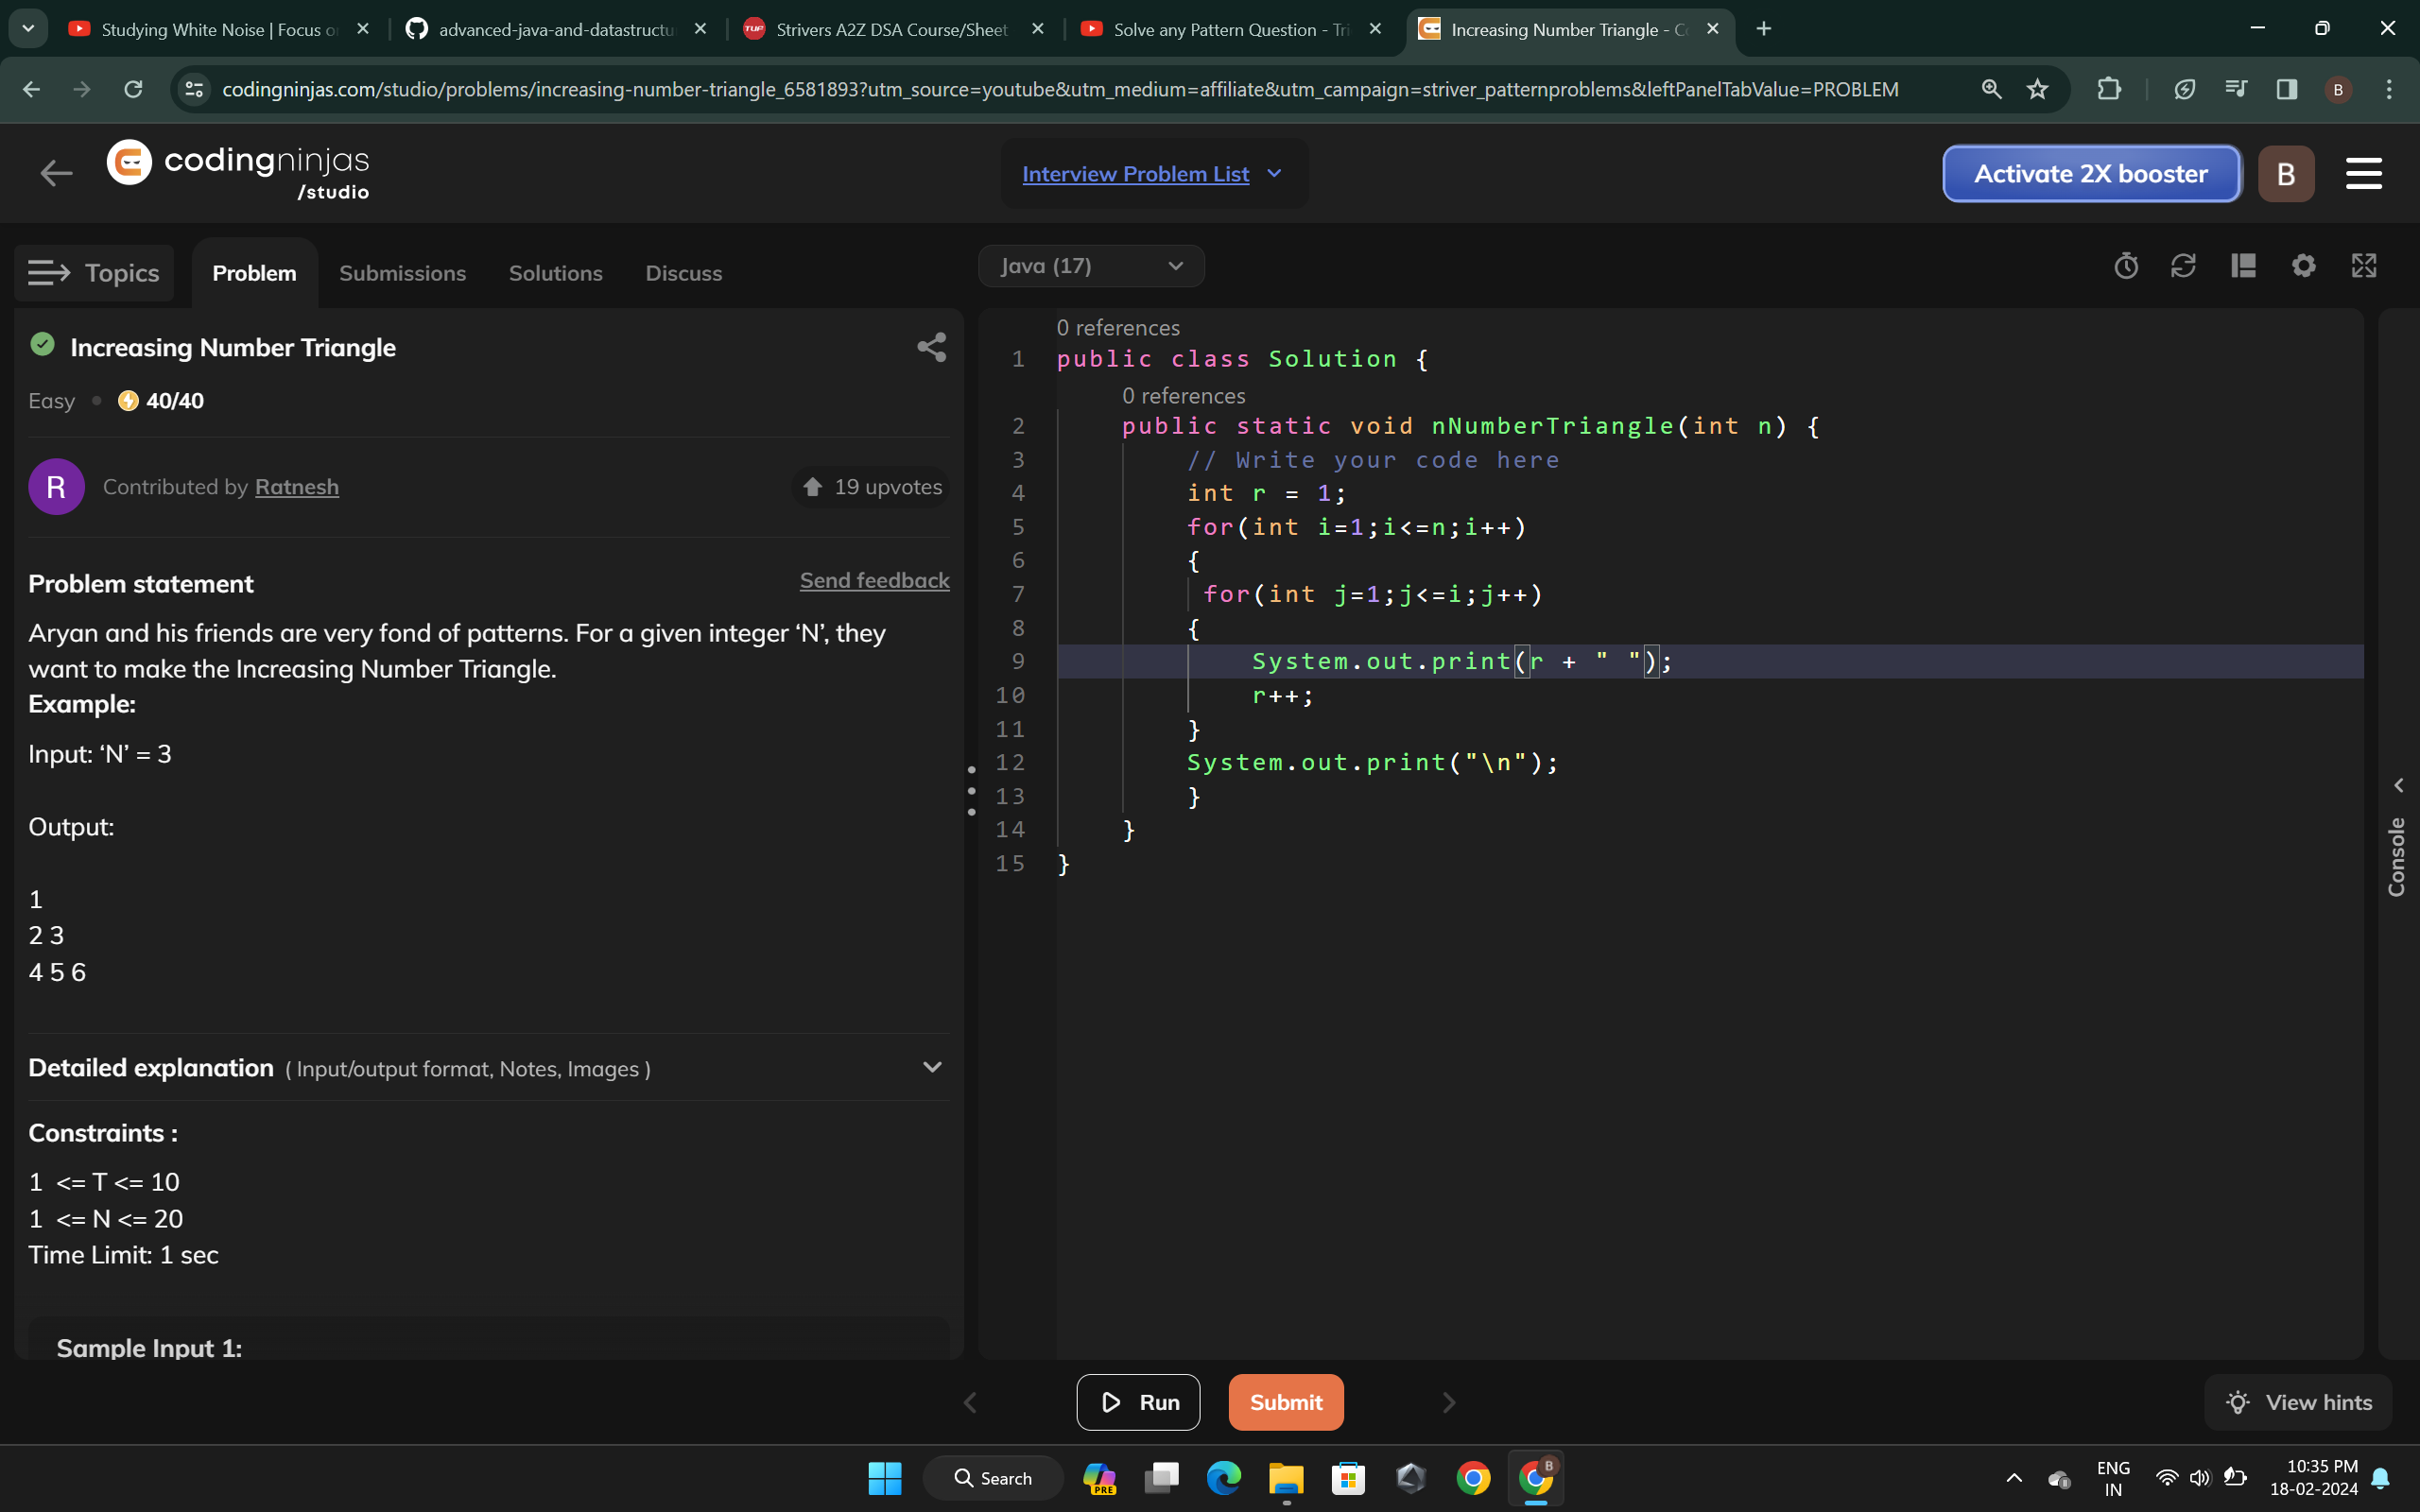 Studying White Noise | Focus o
advanced-java-and-datastructu
TUF
Strivers A2Z DSA Course/Sheet
Solve any Pattern Question - Tri
Increasing Number Triangle - C
codingninjas.com/studio/problems/increasing-number-triangle_6581893?utm_source=youtube&utm_medium=affiliate&utm_campaign=striver_patternproblems&leftPanelTabValue=PROBLEM
B
codingninjas
/studio
Interview Problem List
Activate 2X booster
B
Topics
Problem
Submissions
Solutions
Discuss
Java (17)
Increasing Number Triangle
Easy
40/40
R
Contributed by Ratnesh
19 upvotes
Problem statement
Send feedback
Aryan and his friends are very fond of patterns. For a given integer ‘N’, they
want to make the Increasing Number Triangle.
Example:
Input: ‘N’ = 3
Output:
1
2 3
4 5 6
Detailed explanation ( Input/output format, Notes, Images )
Constraints :
1 <= T <= 10
1 <= N <= 20
Time Limit: 1 sec
Sample Input 1:
0 references
1 public class Solution {
0 references
2 public static void nNumberTriangle(int n) {
3 // Write your code here
4 int r = 1;
5 for(int i=1;i<=n;i++)
6 {
7 for(int j=1;j<=i;j++)
8 {
9 System.out.print(r + " ");
10 r++;
11 }
12 System.out.print("\n");
13 }
14 }
15 }
Console
Run
Submit
View hints
Search
PRE
B
ENG
IN
10:35 PM
18-02-2024